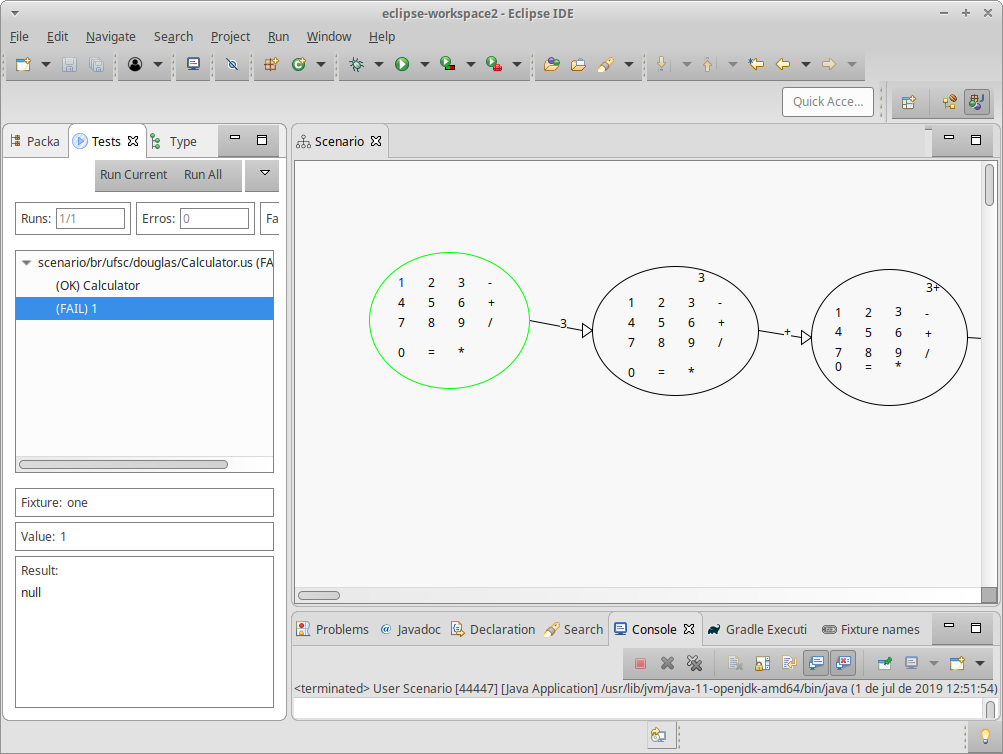 eclipse-workspace2 - Eclipse IDE
File Edit Navigate Search Project Run Window Help
Quick Acce...
Packa Tests Type
Scenario
Run Current Run All
Runs: 1/1 Erros: 0 Fa
scenario/br/ufsc/douglas/Calculator.us (FA
(OK) Calculator
(FAIL) 1
Fixture: one
Value: 1
Result:
null
1 2 3 -
4 5 6 +
7 8 9 /
0 = *
3
3
1 2 3 -
4 5 6 +
7 8 9 /
0 = *
+
3+
1 2 3 -
4 5 6 +
7 8 9 /
0 = *
Problems @ Javadoc Declaration Search Console Gradle Executi Fixture names
<terminated> User Scenario [44447] [Java Application] /usr/lib/jvm/java-11-openjdk-amd64/bin/java (1 de jul de 2019 12:51:54)